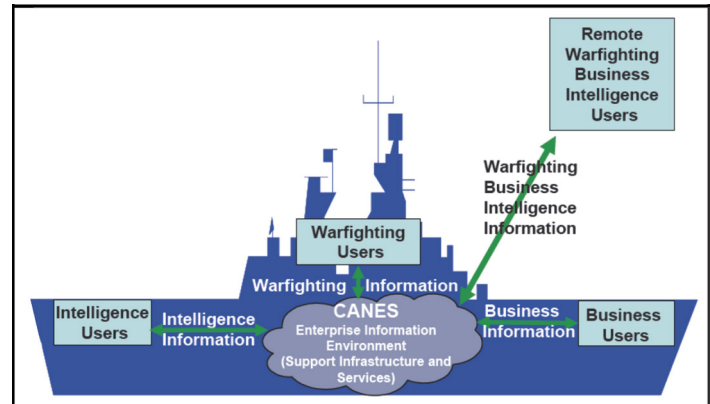 Remote
Warfighting
Business
Intelligence
Users
Warfighting
Business
Intelligence
Information
Warfighting
Users
Warfighting Information
Intelligence
Users
Intelligence
Information
CANES
Enterprise Information
Environment
(Support Infrastructure and
Services)
Business
Information
Business
Users